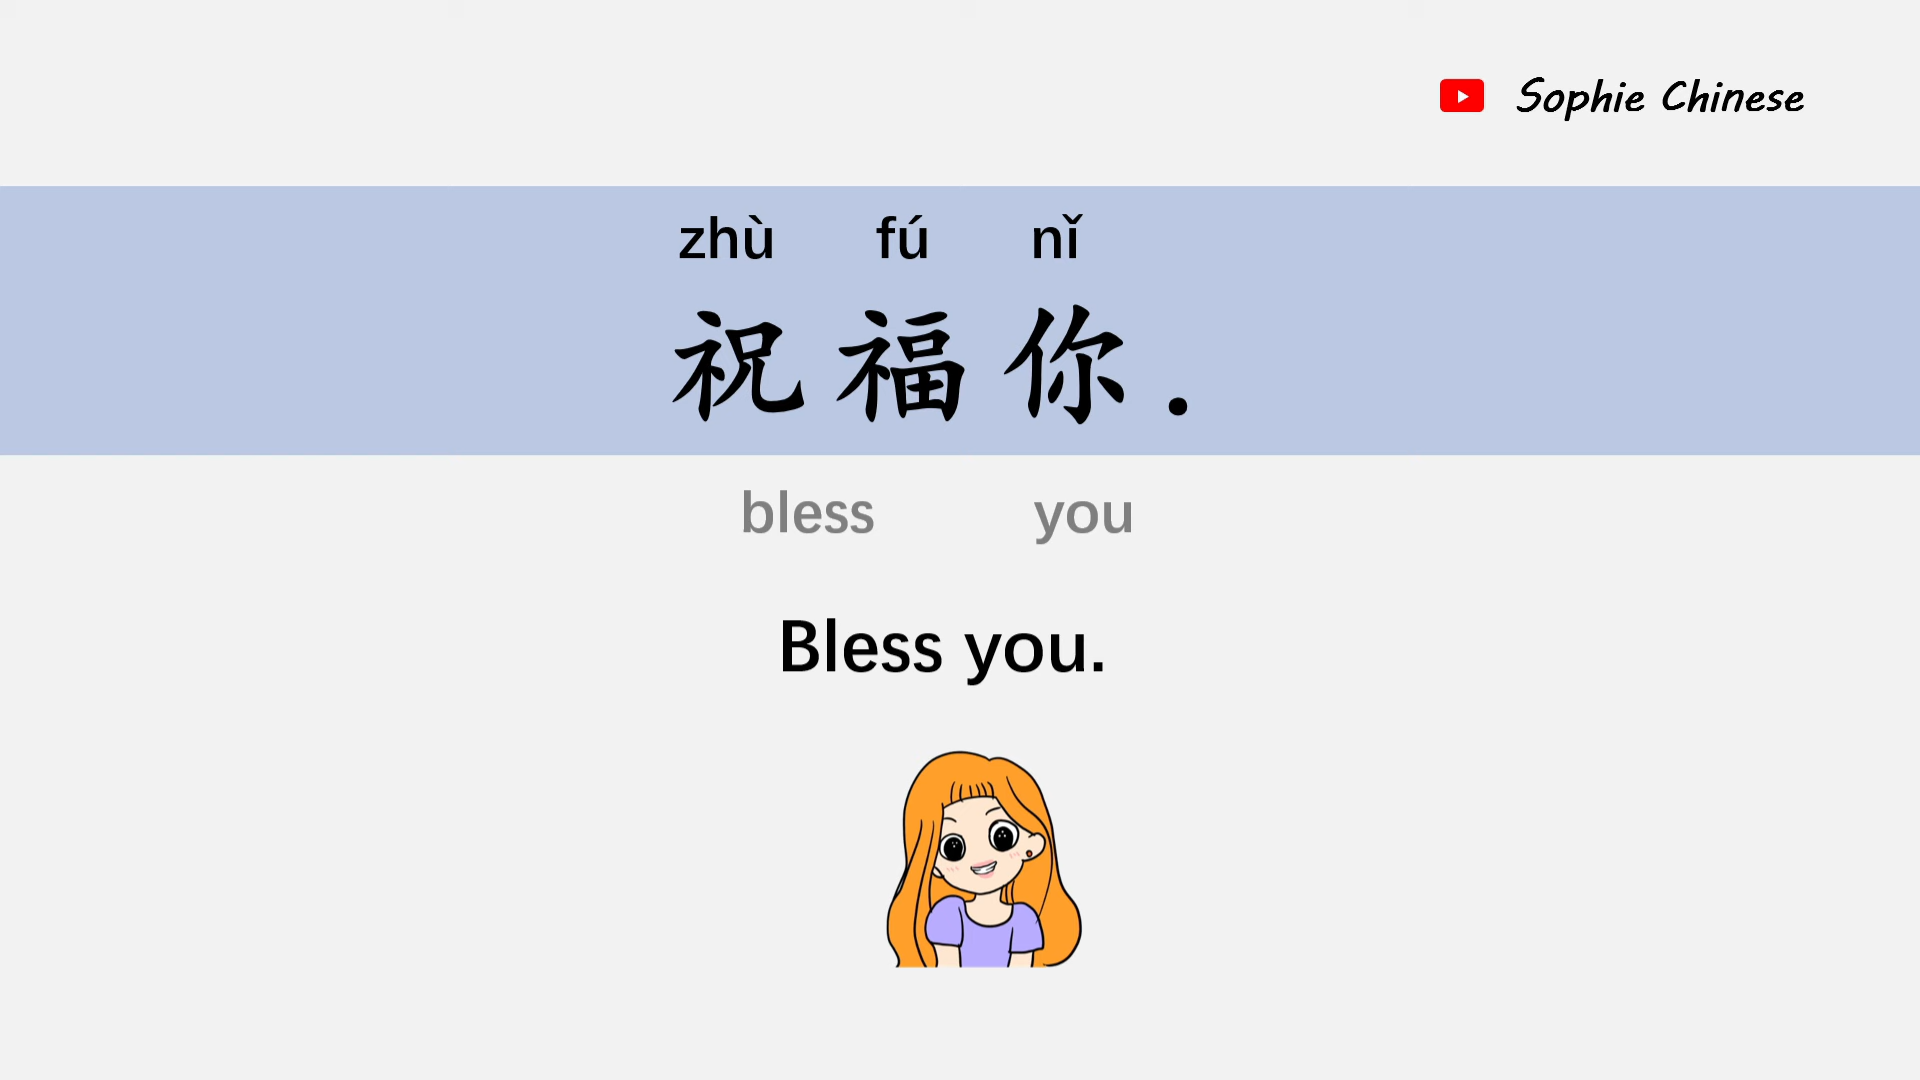 Sophie Chinese
zhù fú nǐ
祝福你.
bless you
Bless you.